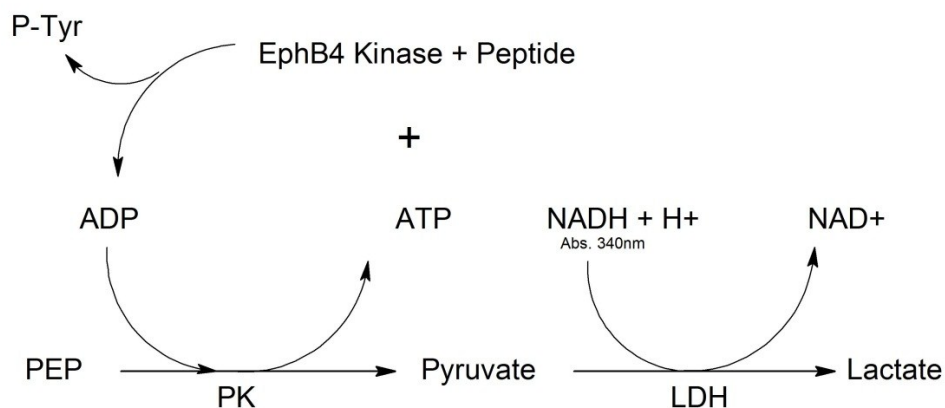 P-Tyr
EphB4 Kinase + Peptide
+
ADP
ATP
NADH + H+
NAD+
Abs. 340nm
PEP
Pyruvate
Lactate
PK
LDH